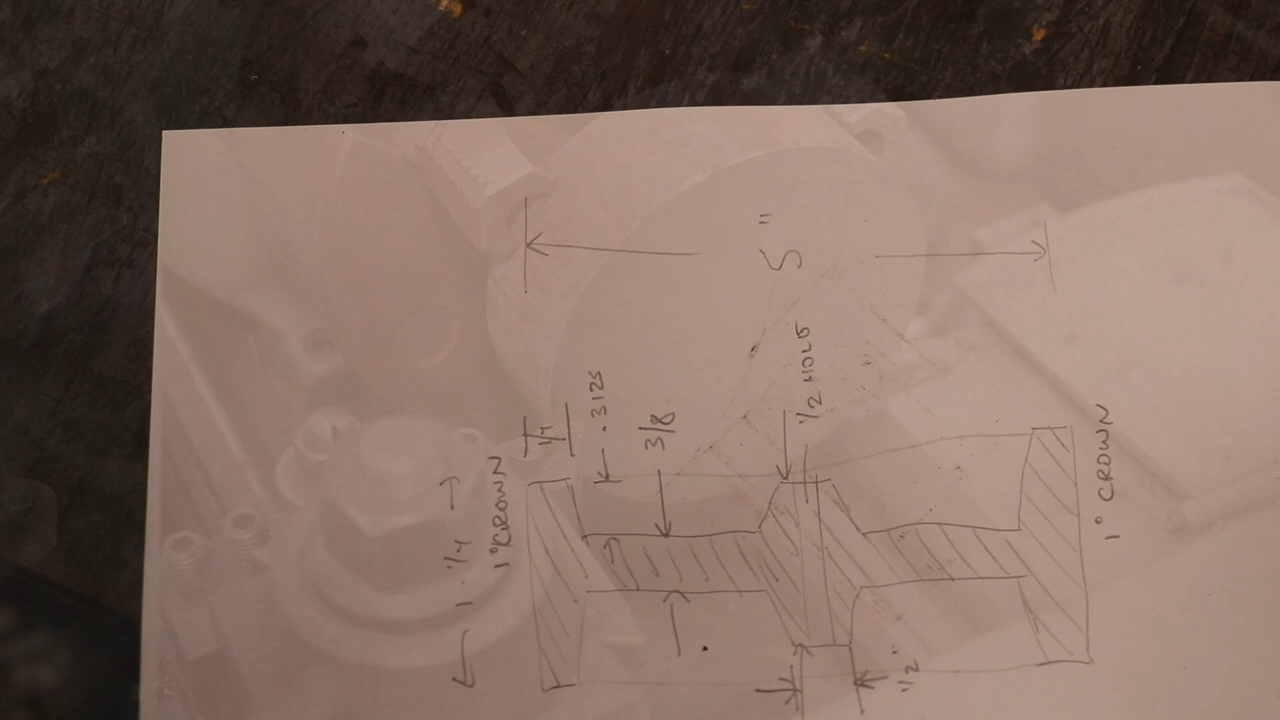 5"
1/2 HOLE
.3125
3/8
1/4
1° CROWN
1 1/4
1° CROWN
1/2"